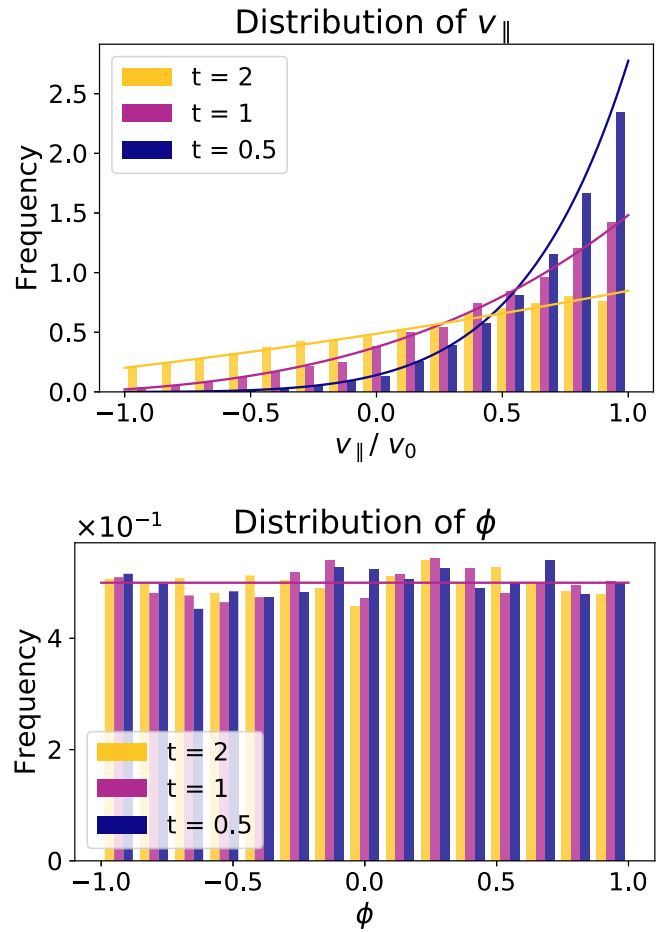 Distribution of v∥
Frequency
2.5
2.0
1.5
1.0
0.5
0.0
t = 2
t = 1
t = 0.5
−1.0 −0.5 0.0 0.5 1.0
v∥ / v₀
×10⁻¹ Distribution of ϕ
Frequency
4
2
0
t = 2
t = 1
t = 0.5
−1.0 −0.5 0.0 0.5 1.0
ϕ